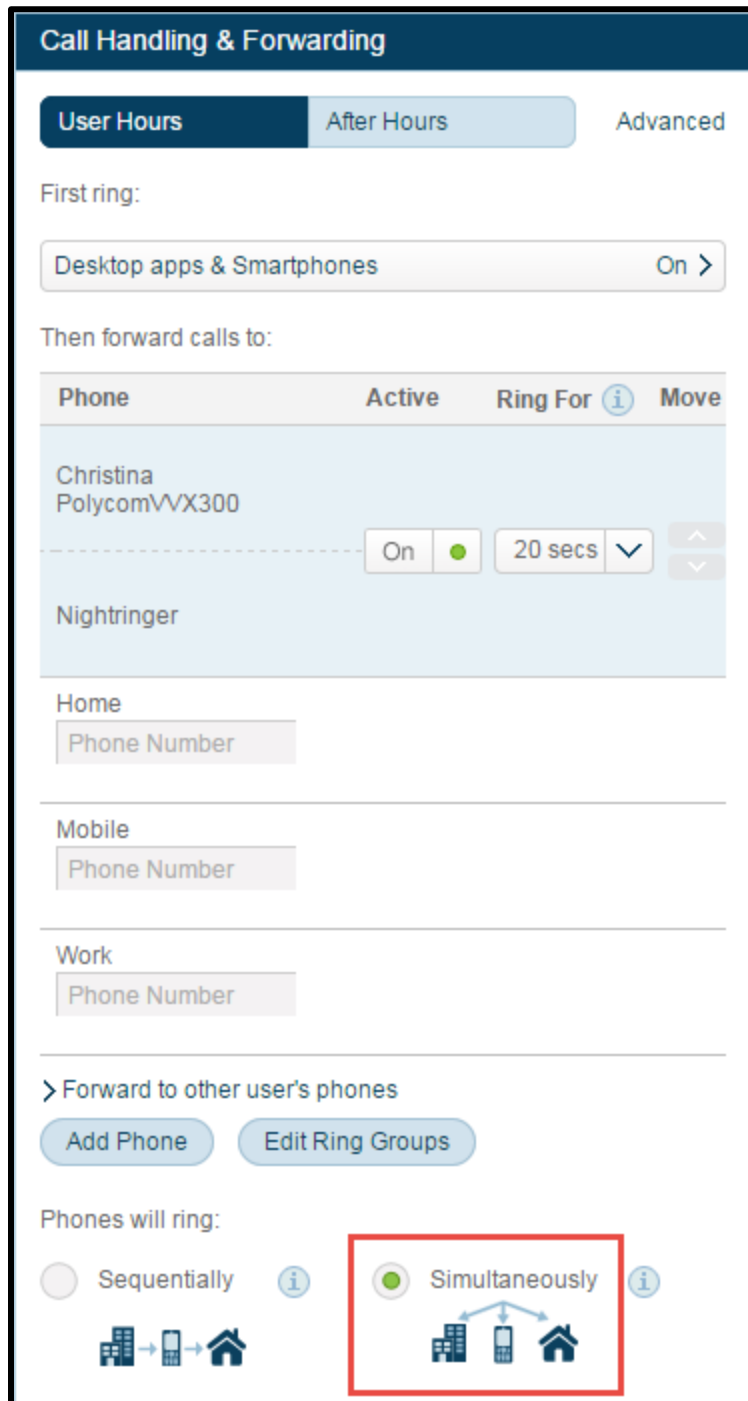 Call Handling & Forwarding
User Hours After Hours Advanced
First ring:
Desktop apps & Smartphones On
Then forward calls to:
Phone Active Ring For i Move
Christina
PolycomVVX300
On 20 secs
Nightringer
Home
Phone Number
Mobile
Phone Number
Work
Phone Number
Forward to other user's phones
Add Phone Edit Ring Groups
Phones will ring:
Sequentially i Simultaneously i